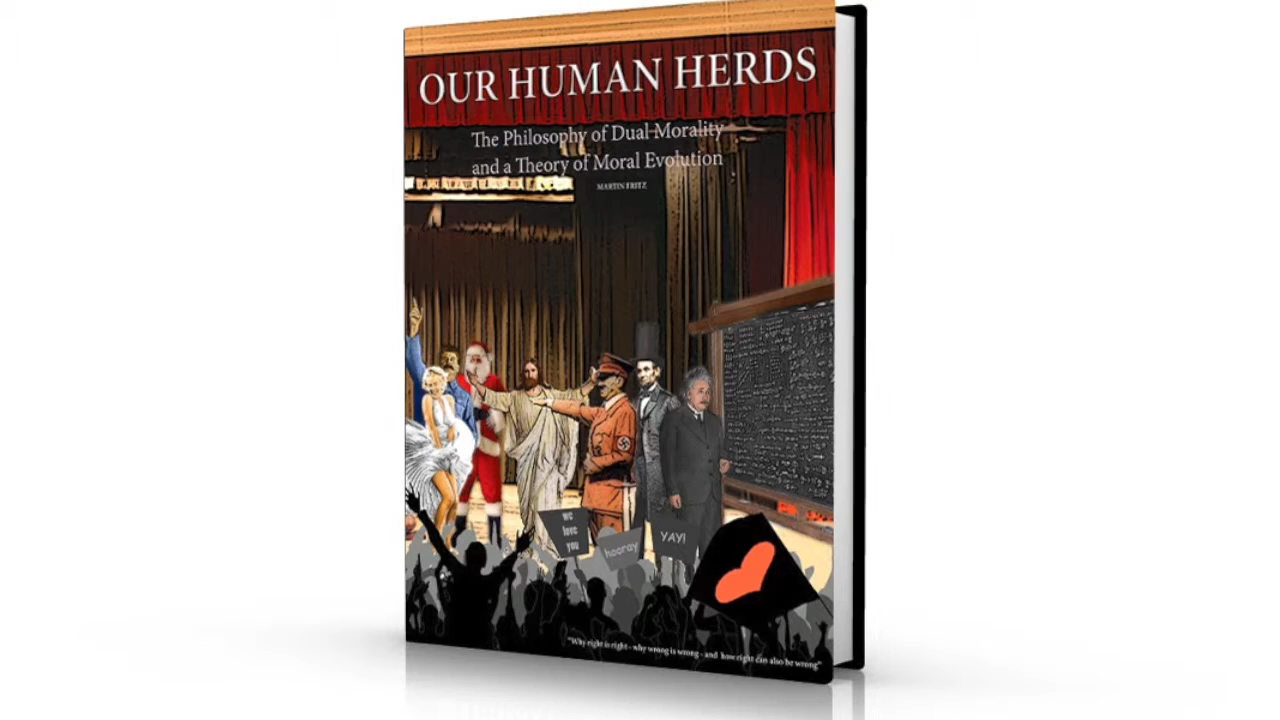 OUR HUMAN HERDS
The Philosophy of Dual Morality
and a Theory of Moral Evolution
MARTIN FRITZ
we
love
you
hooray
YAY!
"Why right is right - why wrong is wrong - and how right can also be wrong"